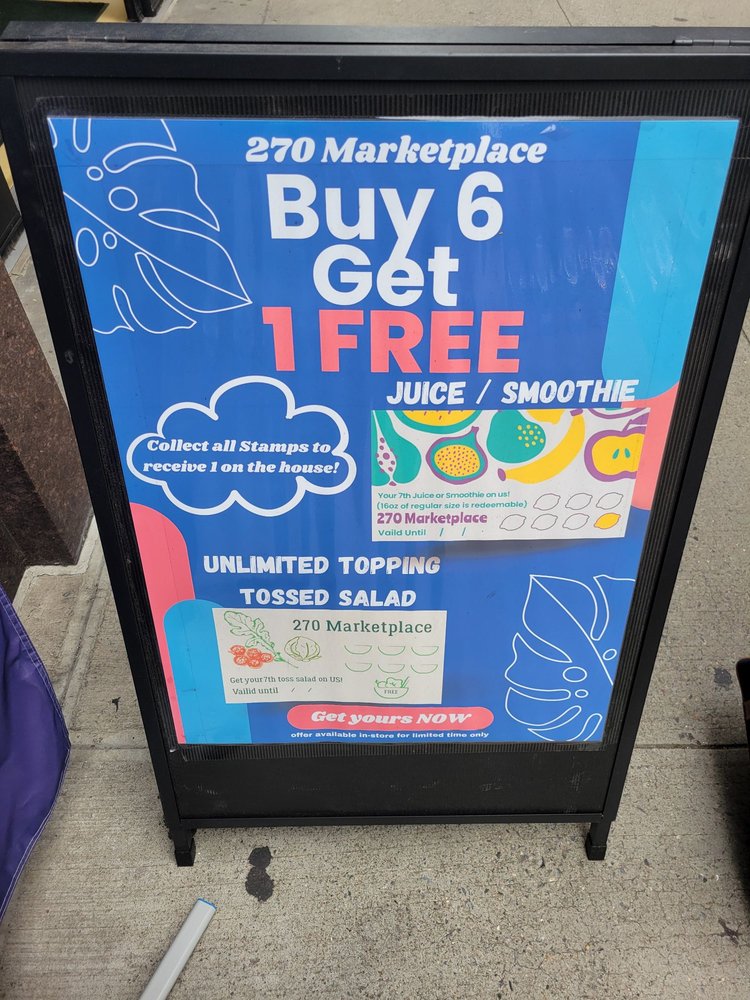 270 Marketplace
Buy 6
Get
1 FREE
JUICE / SMOOTHIE
Collect all Stamps to
receive 1 on the house!
Your 7th Juice or Smoothie on us!
(16oz of regular size is redeemable)
270 Marketplace
Vaild Until / /
UNLIMITED TOPPING
TOSSED SALAD
270 Marketplace
Get your 7th toss salad on US!
Vaild until / /
FREE
Get yours NOW
offer available in-store for limited time only